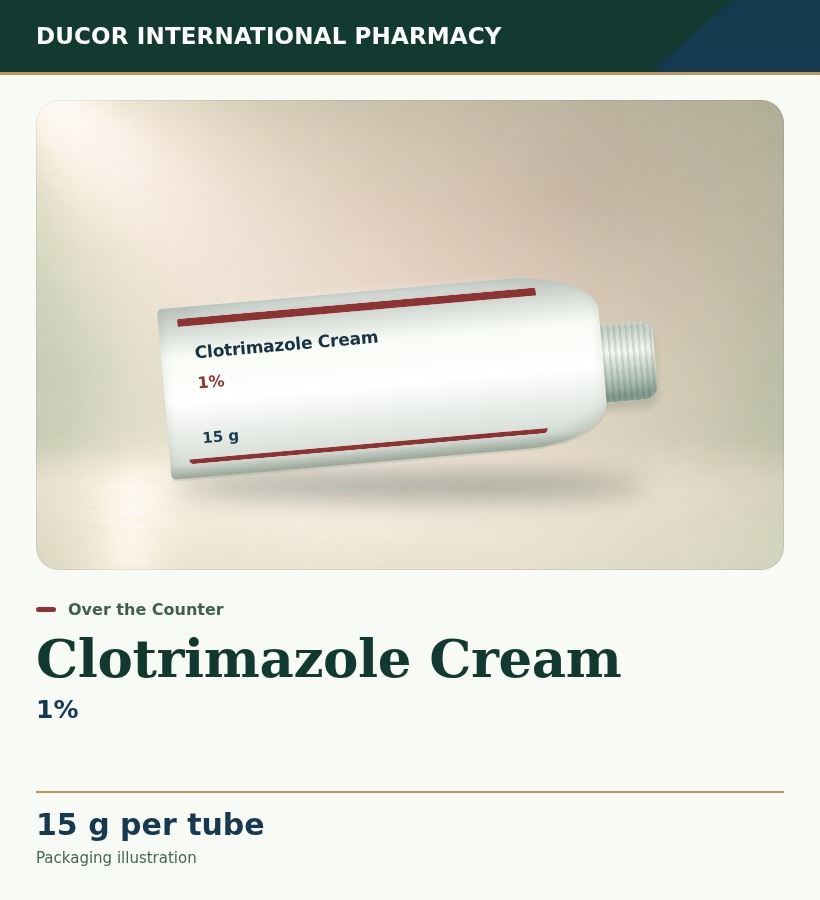 DUCOR INTERNATIONAL PHARMACY
Clotrimazole Cream
1%
15 g
Over the Counter
Clotrimazole Cream
1%
15 g per tube
Packaging illustration